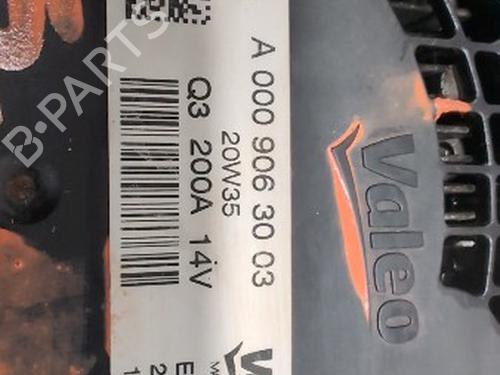 A 000 906 30 03
20W35
Q3 200A 14V
Valeo
B-PARTS